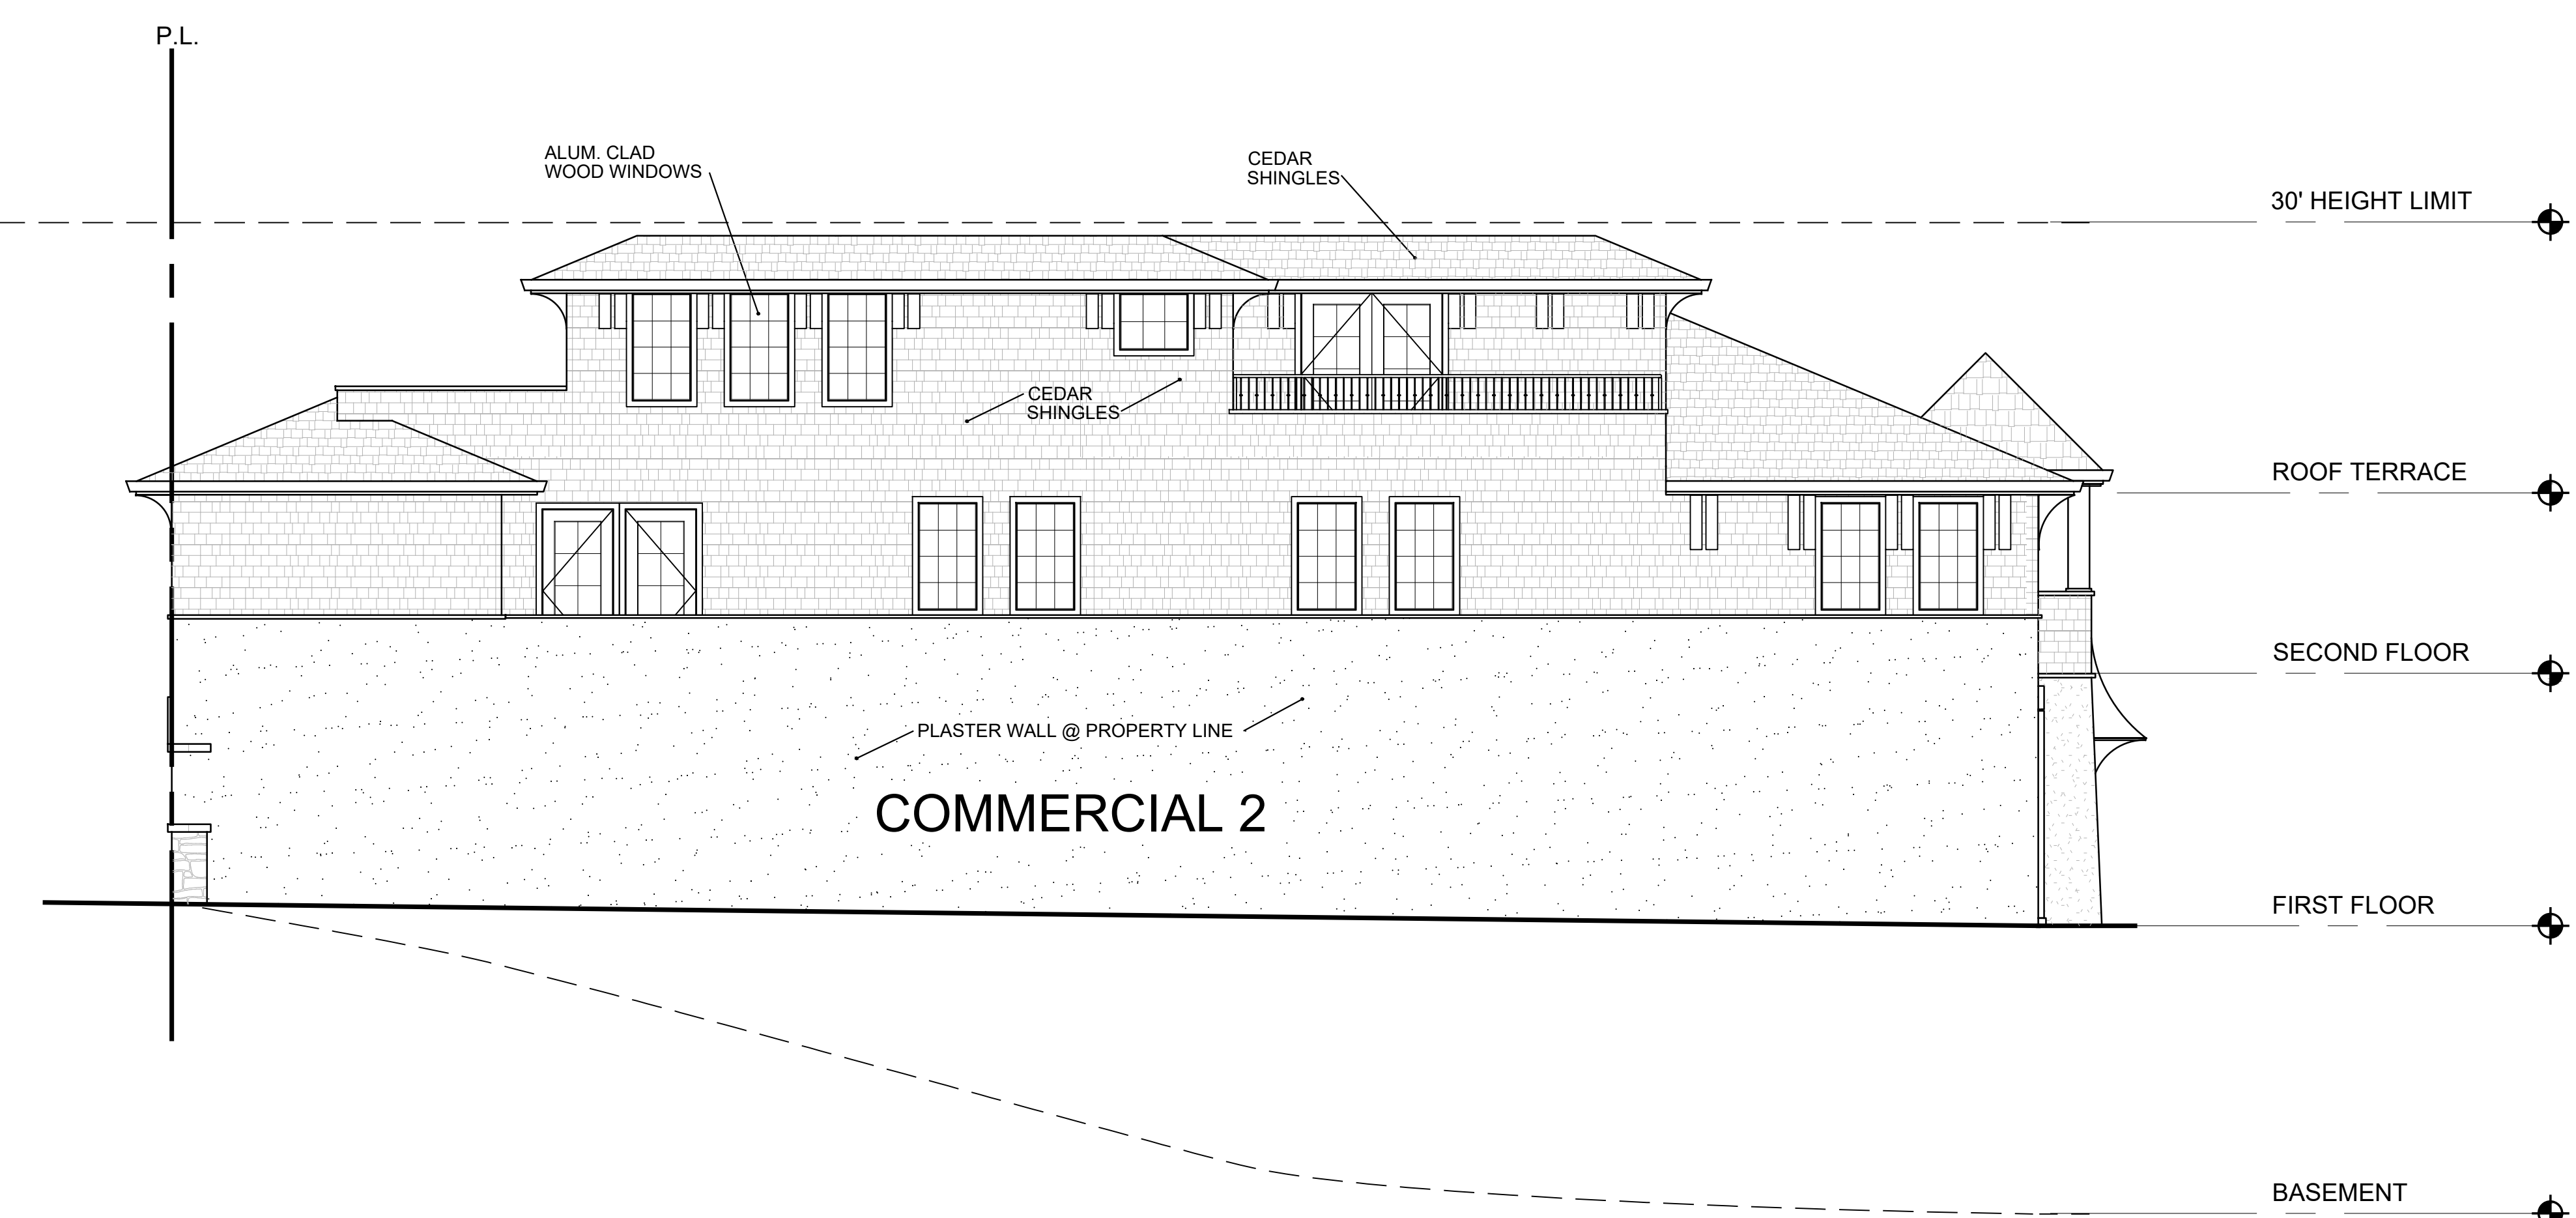 P.L.
ALUM. CLAD
WOOD WINDOWS
CEDAR
SHINGLES
30' HEIGHT LIMIT
CEDAR
SHINGLES
ROOF TERRACE
SECOND FLOOR
PLASTER WALL @ PROPERTY LINE
COMMERCIAL 2
FIRST FLOOR
BASEMENT